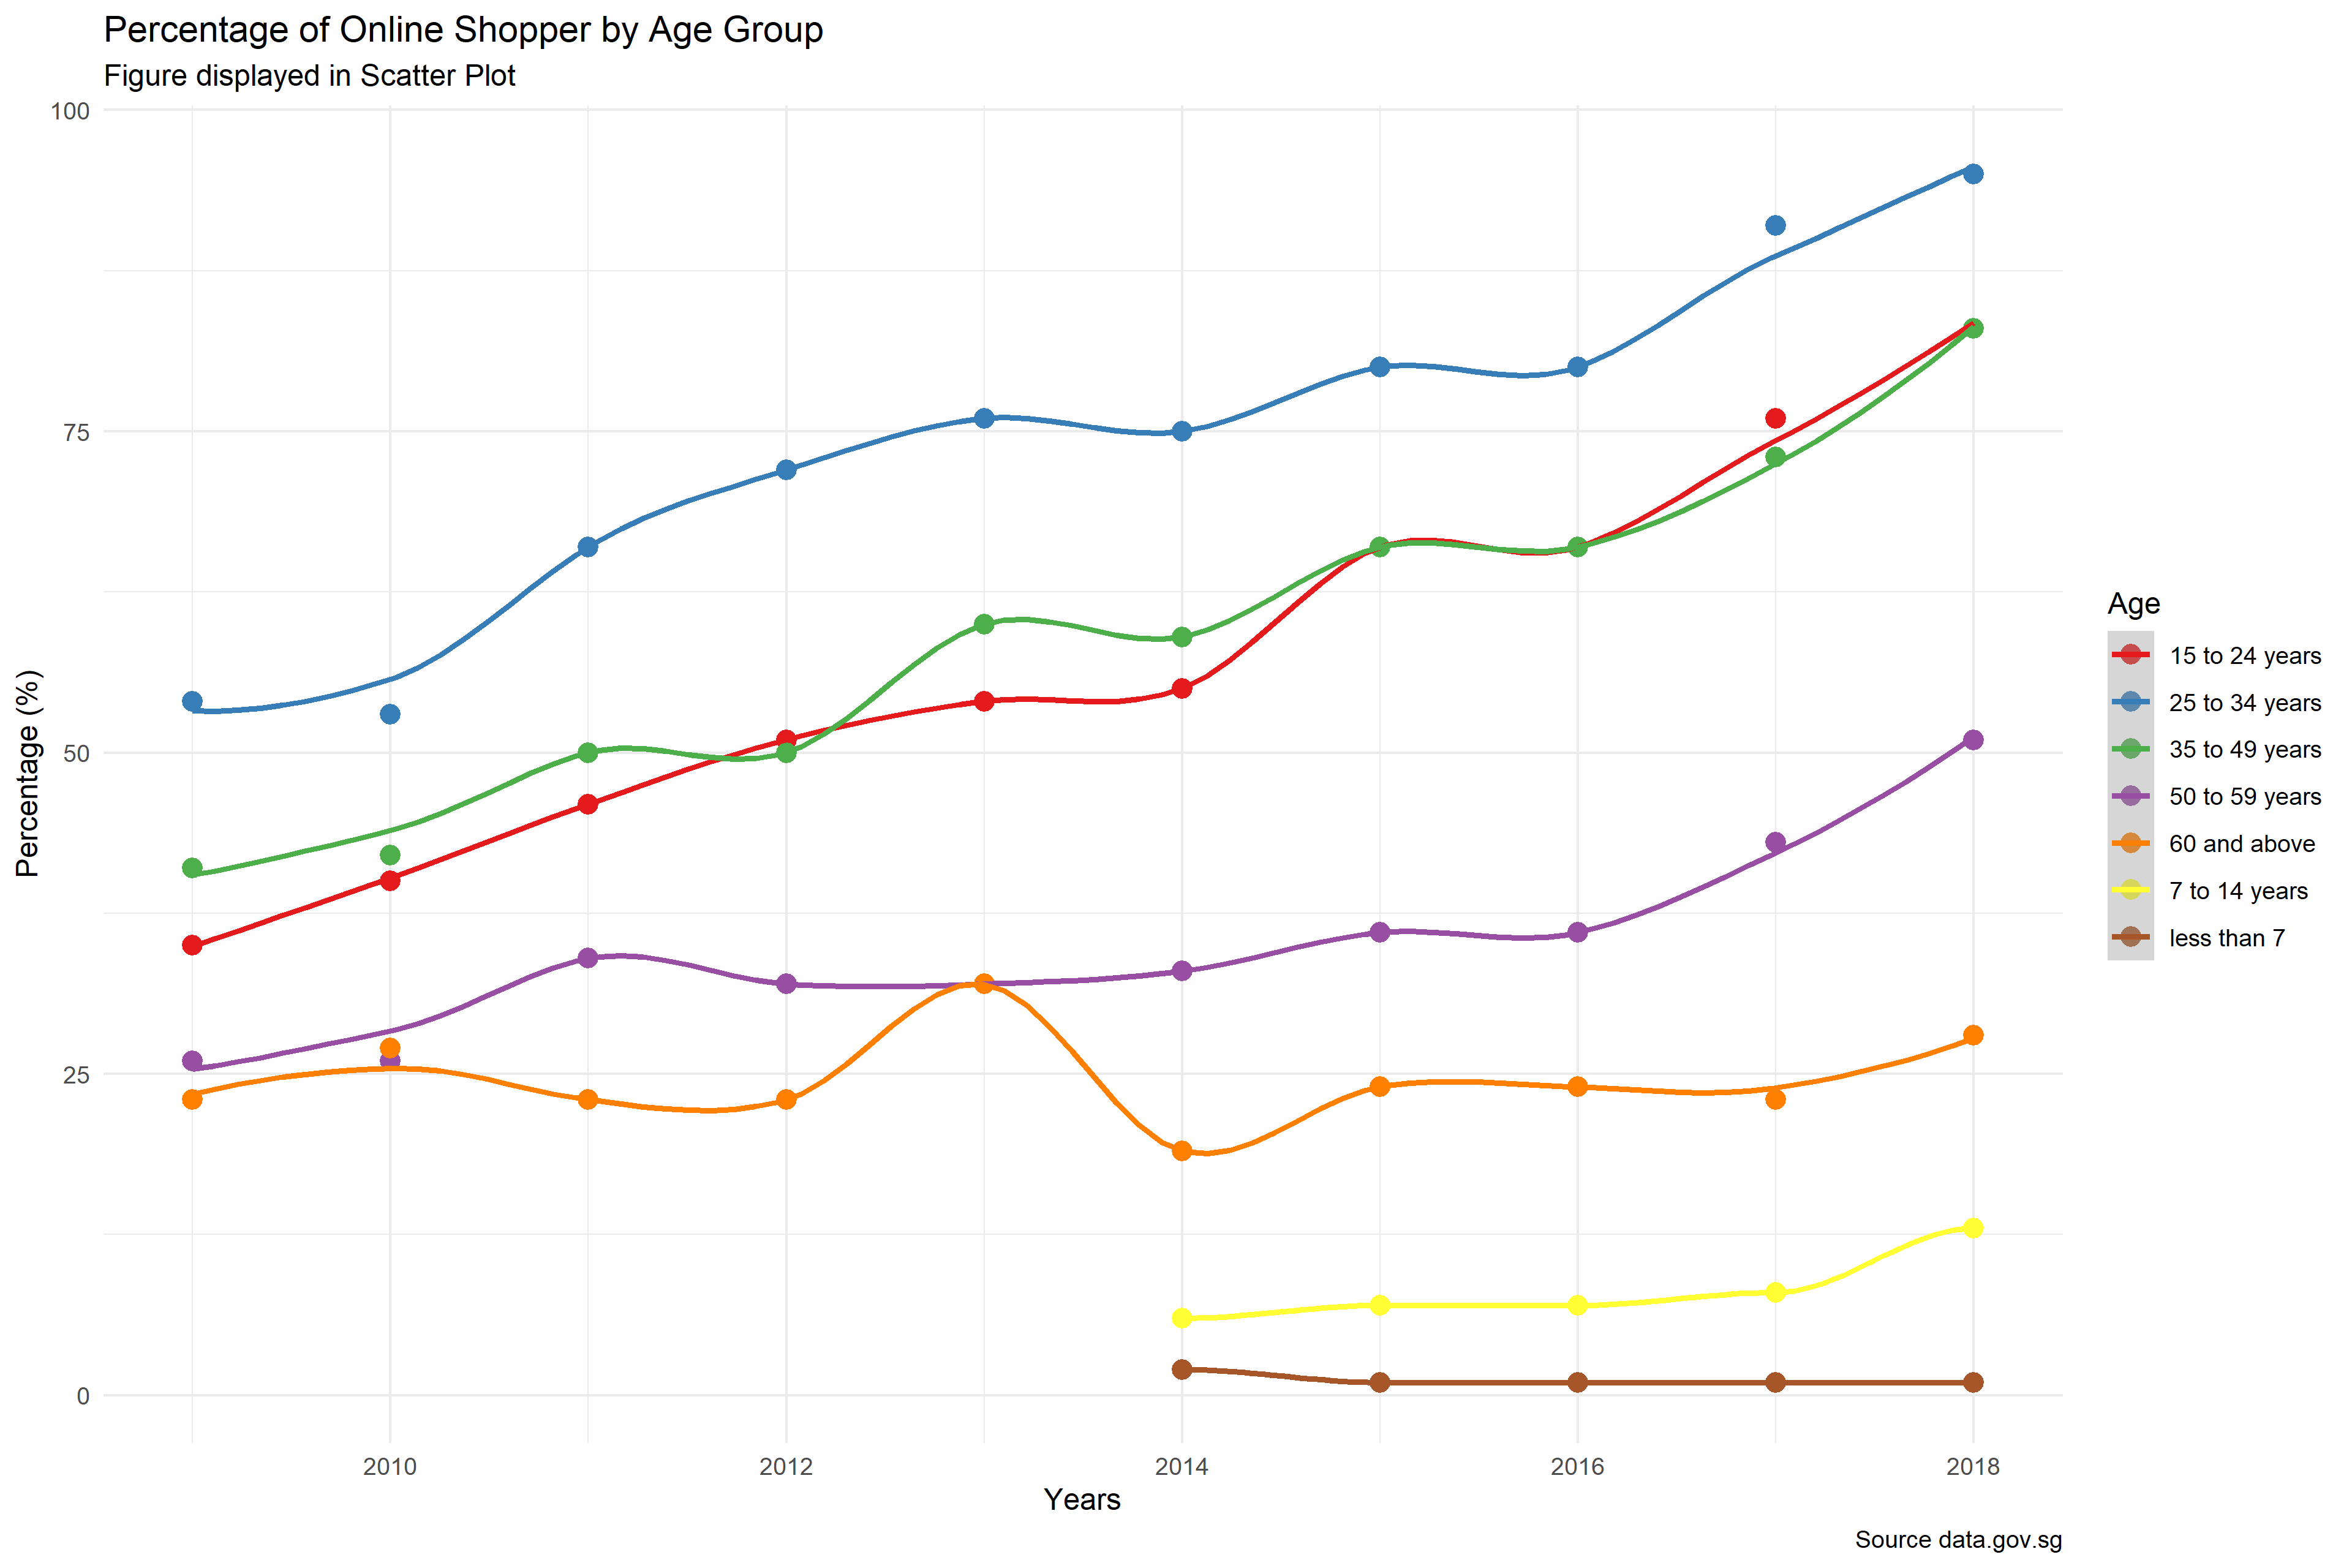 Percentage of Online Shopper by Age Group
Figure displayed in Scatter Plot
100
75
50
25
0
Percentage (%)
2010 2012 2014 2016 2018
Years
Age
15 to 24 years
25 to 34 years
35 to 49 years
50 to 59 years
60 and above
7 to 14 years
less than 7
Source data.gov.sg